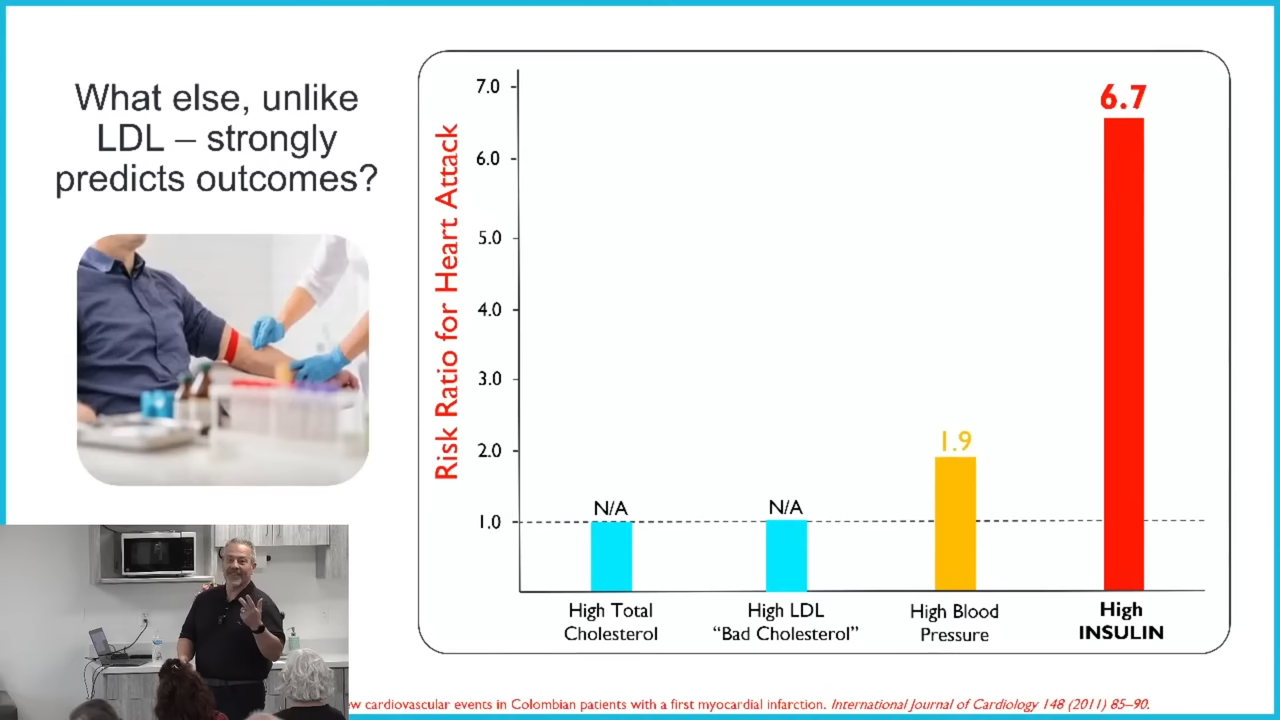 What else, unlike
LDL – strongly
predicts outcomes?
Risk Ratio for Heart Attack
7.0
6.0
5.0
4.0
3.0
2.0
1.0
N/A
N/A
1.9
6.7
High Total
Cholesterol
High LDL
“Bad Cholesterol”
High Blood
Pressure
High
INSULIN
cardiovascular events in Colombian patients with a first myocardial infarction. International Journal of Cardiology 148 (2011) 85–90.